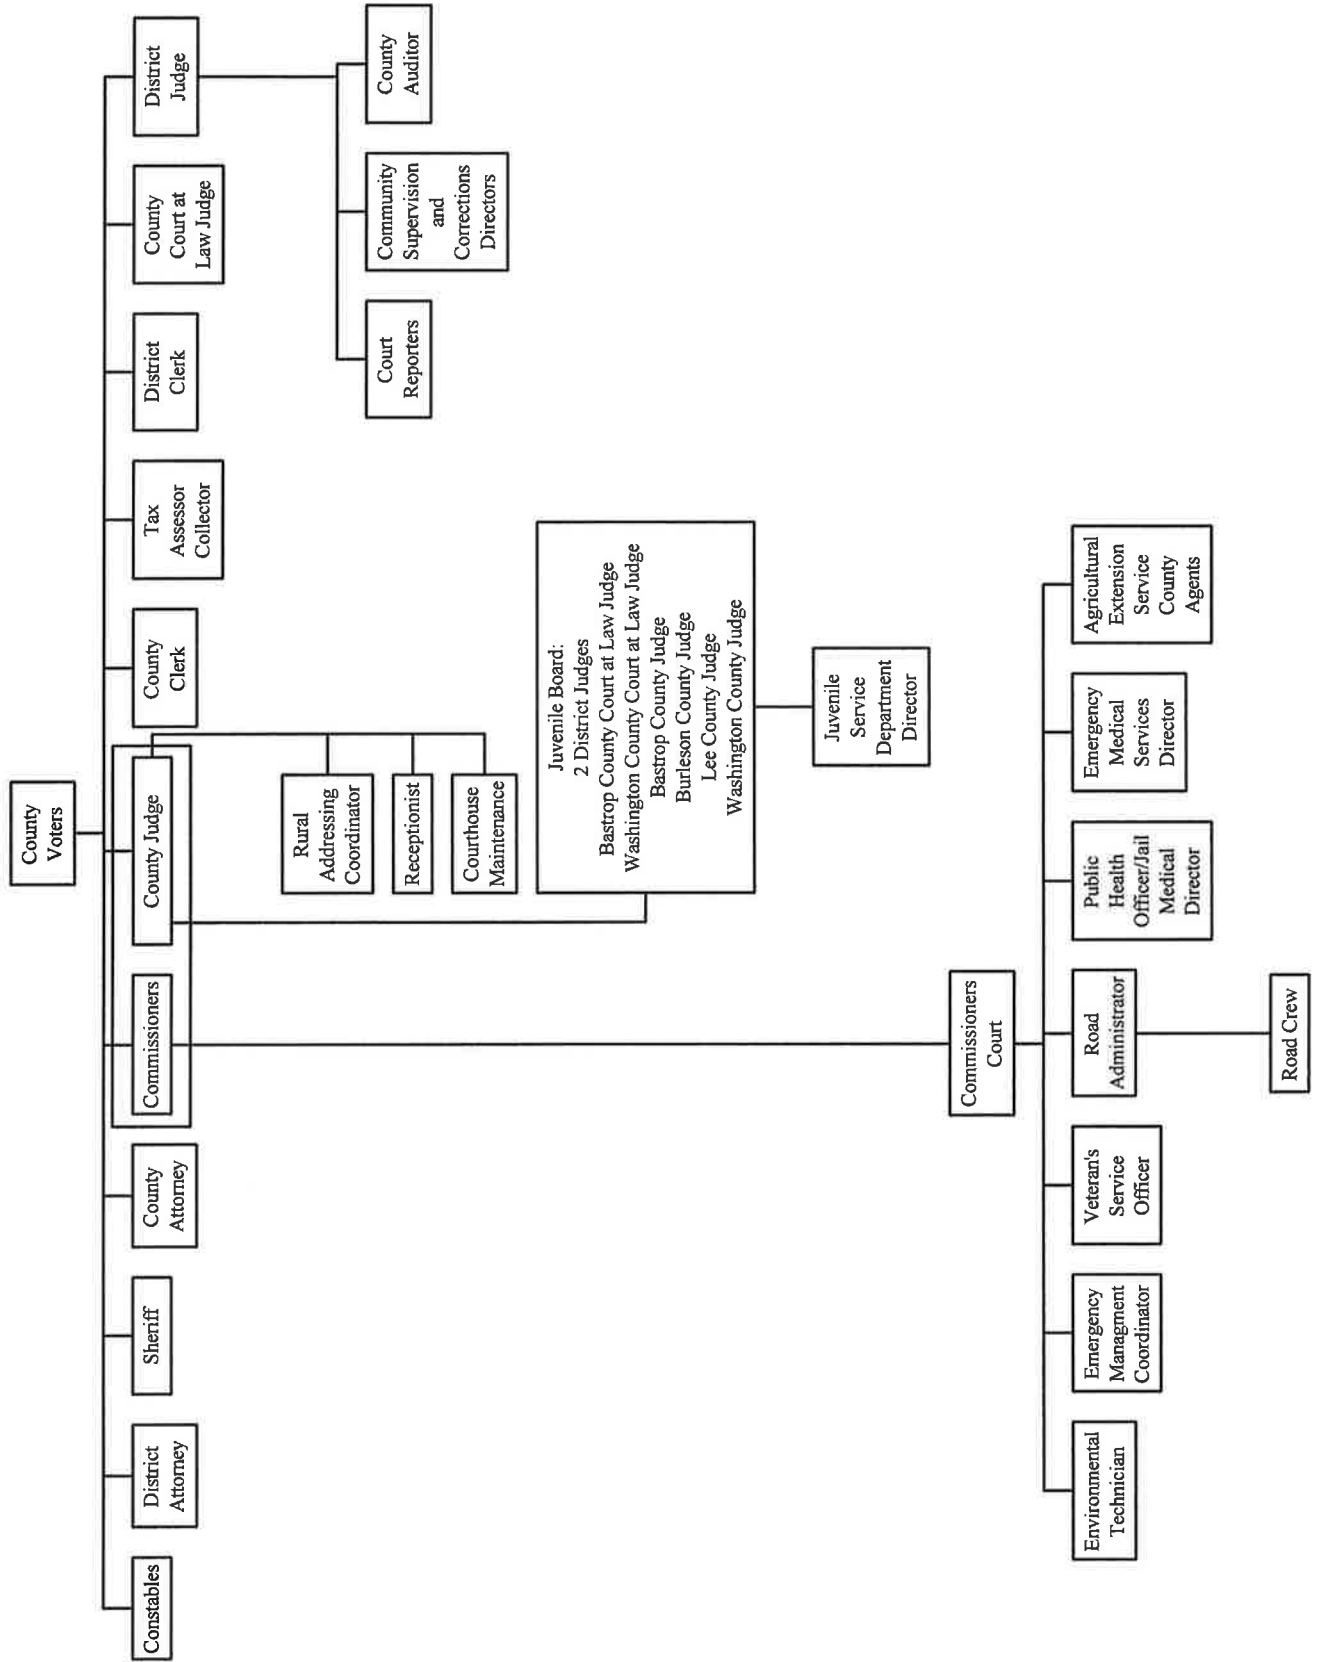 County
Voters
Constables
District
Attorney
Sheriff
County
Attorney
Commissioners
County Judge
County
Clerk
Tax
Assessor
Collector
District
Clerk
County
Court at
Law Judge
District
Judge
Rural
Addressing
Coordinator
Receptionist
Courthouse
Maintenance
Court
Reporters
Community
Supervision
and
Corrections
Directors
County
Auditor
Juvenile Board:
2 District Judges
Bastrop County Court at Law Judge
Washington County Court at Law Judge
Bastrop County Judge
Burleson County Judge
Lee County Judge
Washington County Judge
Juvenile
Service
Department
Director
Commissioners
Court
Environmental
Technician
Emergency
Managment
Coordinator
Veteran's
Service
Officer
Road
Administrator
Public
Health
Officer/Jail
Medical
Director
Emergency
Medical
Services
Director
Agricultural
Extension
Service
County
Agents
Road Crew